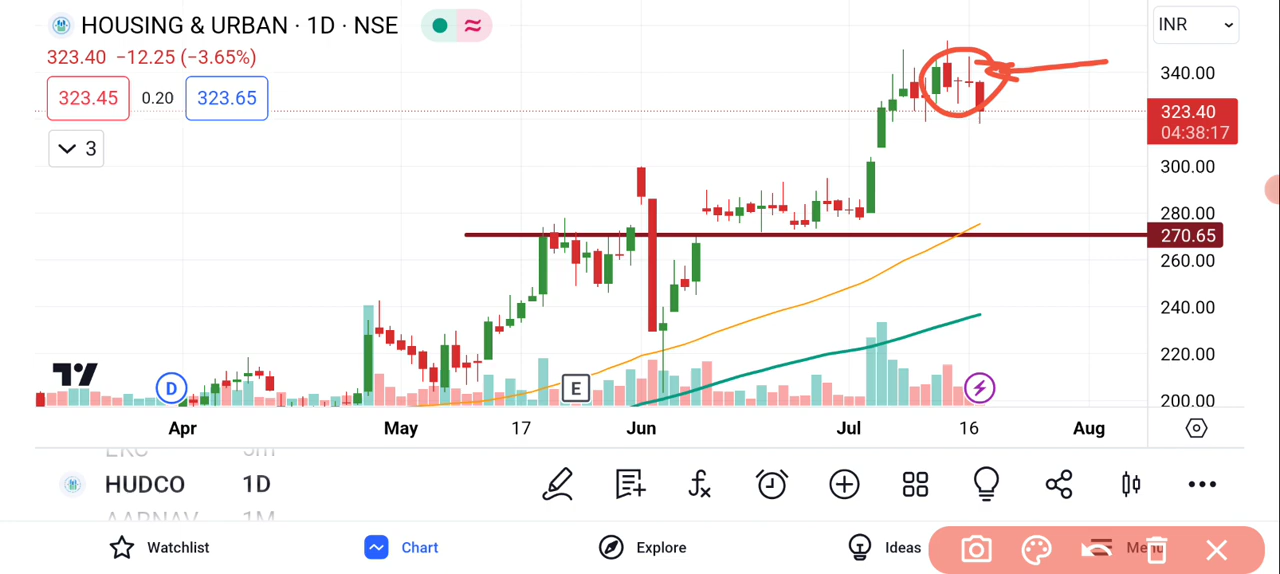 HOUSING & URBAN · 1D · NSE
INR
323.40 −12.25 (−3.65%)
323.45 0.20 323.65
3
340.00
323.40
04:38:17
300.00
280.00
270.65
260.00
240.00
220.00
200.00
D
E
Apr May 17 Jun Jul 16 Aug
HUDCO 1D
AARNAV 1M
Watchlist
Chart
Explore
Ideas